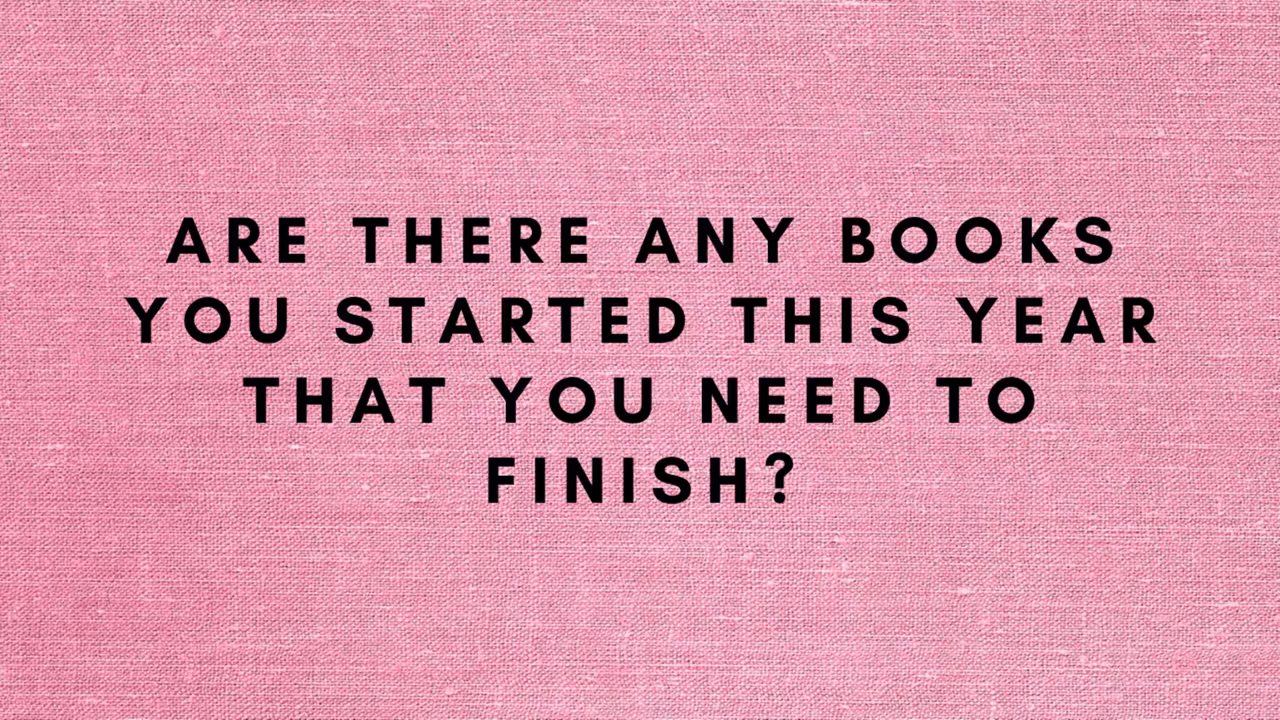 ARE THERE ANY BOOKS
YOU STARTED THIS YEAR
THAT YOU NEED TO
FINISH?